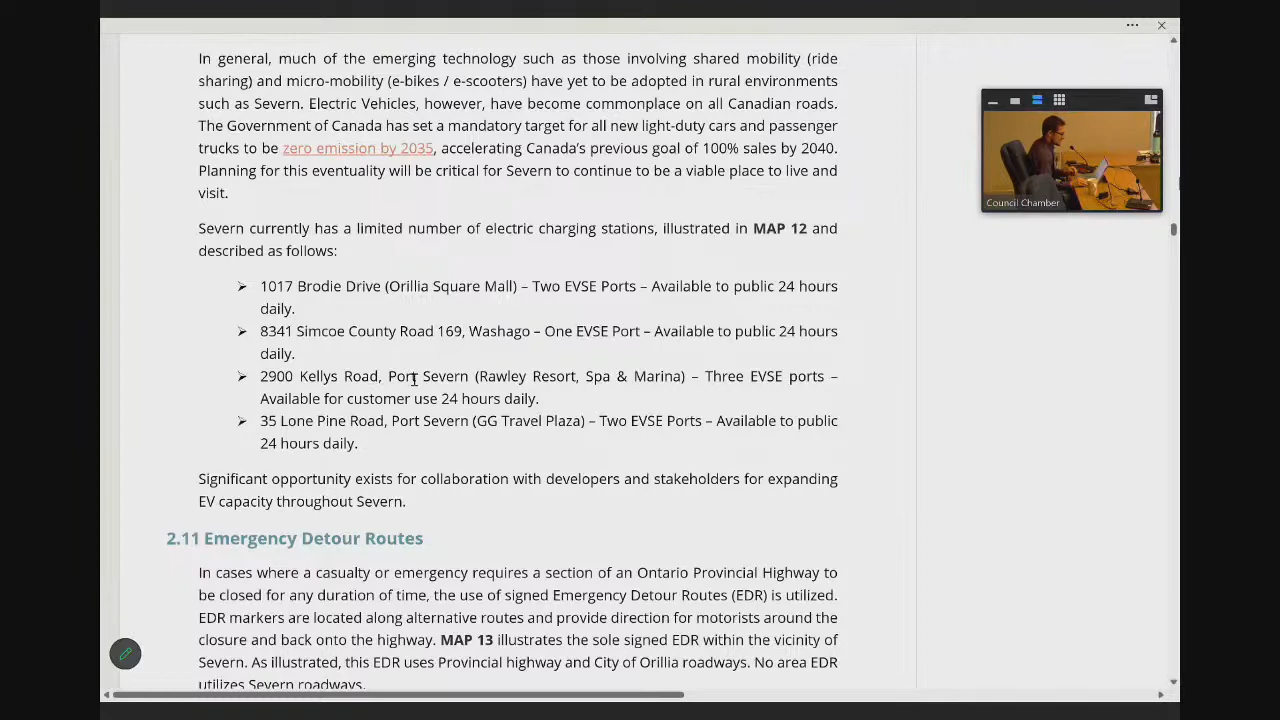 In general, much of the emerging technology such as those involving shared mobility (ride
sharing) and micro-mobility (e-bikes / e-scooters) have yet to be adopted in rural environments
such as Severn. Electric Vehicles, however, have become commonplace on all Canadian roads.
The Government of Canada has set a mandatory target for all new light-duty cars and passenger
trucks to be zero emission by 2035, accelerating Canada's previous goal of 100% sales by 2040.
Planning for this eventuality will be critical for Severn to continue to be a viable place to live and
visit.
Severn currently has a limited number of electric charging stations, illustrated in MAP 12 and
described as follows:
➢ 1017 Brodie Drive (Orillia Square Mall) – Two EVSE Ports – Available to public 24 hours
daily.
➢ 8341 Simcoe County Road 169, Washago – One EVSE Port – Available to public 24 hours
daily.
➢ 2900 Kellys Road, Port Severn (Rawley Resort, Spa & Marina) – Three EVSE ports –
Available for customer use 24 hours daily.
➢ 35 Lone Pine Road, Port Severn (GG Travel Plaza) – Two EVSE Ports – Available to public
24 hours daily.
Significant opportunity exists for collaboration with developers and stakeholders for expanding
EV capacity throughout Severn.
2.11 Emergency Detour Routes
In cases where a casualty or emergency requires a section of an Ontario Provincial Highway to
be closed for any duration of time, the use of signed Emergency Detour Routes (EDR) is utilized.
EDR markers are located along alternative routes and provide direction for motorists around the
closure and back onto the highway. MAP 13 illustrates the sole signed EDR within the vicinity of
Severn. As illustrated, this EDR uses Provincial highway and City of Orillia roadways. No area EDR
utilizes Severn roadways.
Council Chamber